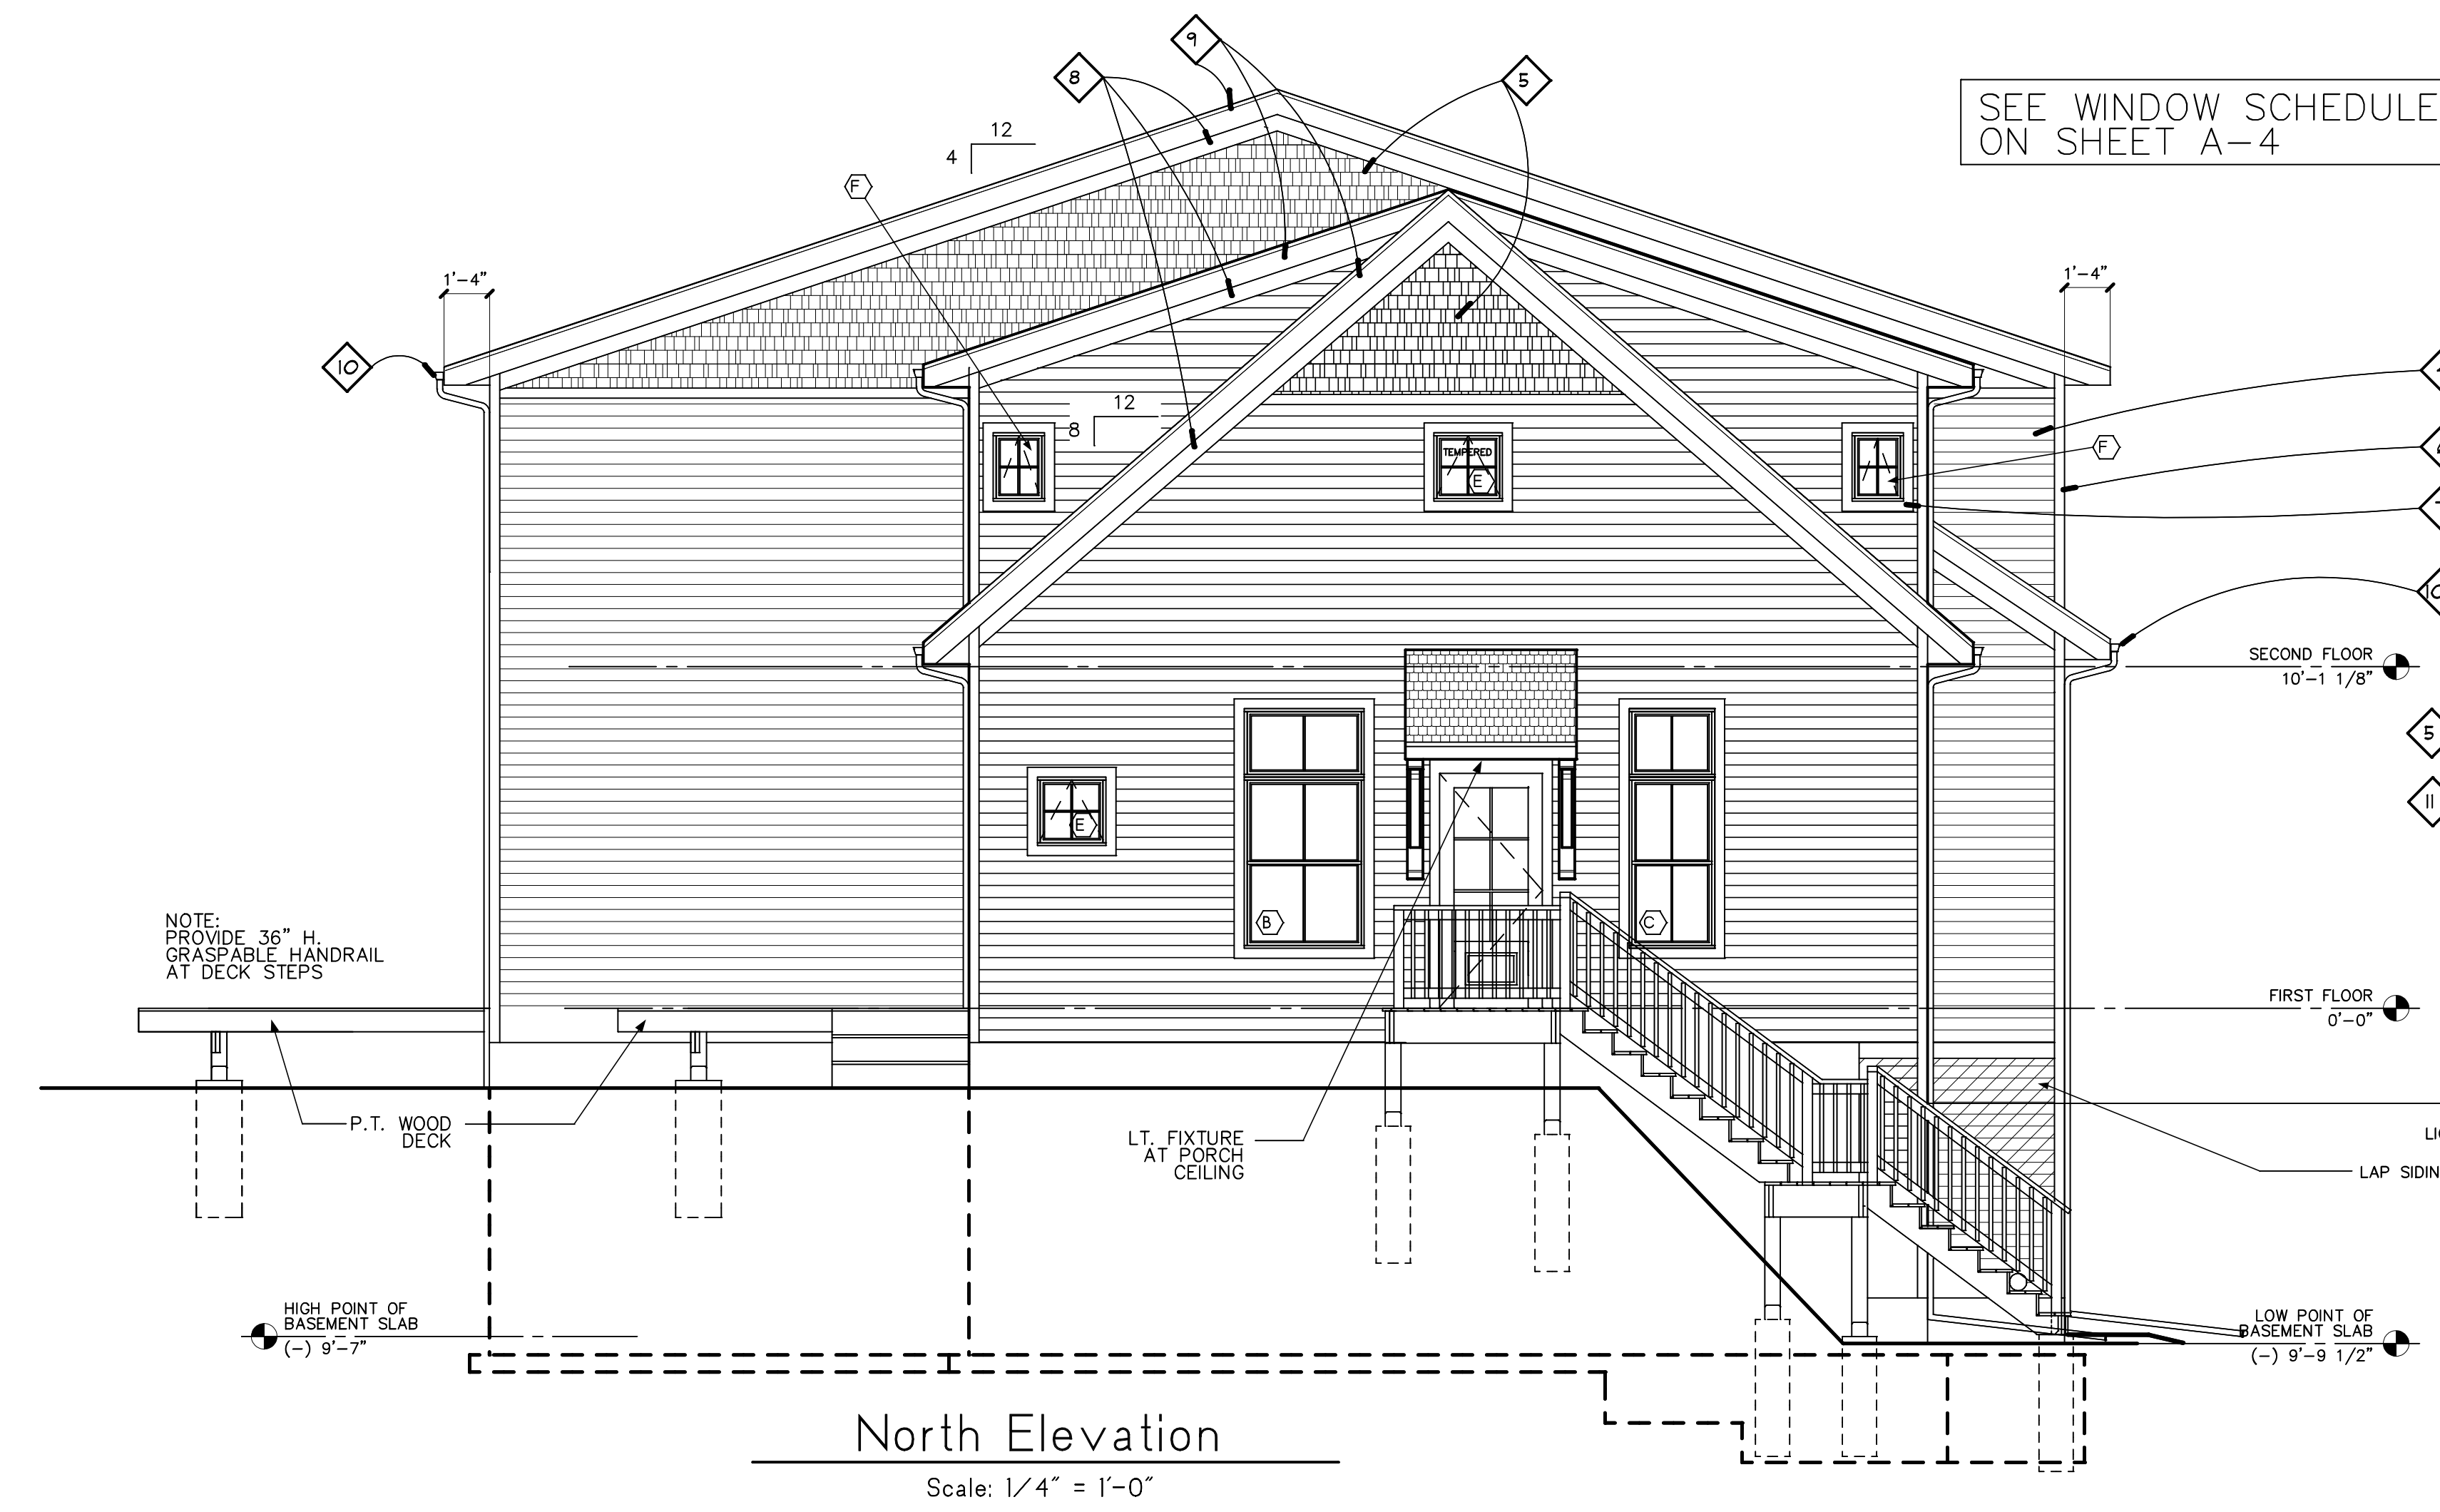 9
8
5
SEE WINDOW SCHEDULE
ON SHEET A-4
12
4
F
1'-4"
1'-4"
10
12
8
TEMPERED
E
F
10
SECOND FLOOR
10'-1 1/8"
5
E
11
B
C
NOTE:
PROVIDE 36" H.
GRASPABLE HANDRAIL
AT DECK STEPS
FIRST FLOOR
0'-0"
P.T. WOOD
DECK
LT. FIXTURE
AT PORCH
CEILING
LAP SIDIN
HIGH POINT OF
BASEMENT SLAB
(-) 9'-7"
LOW POINT OF
BASEMENT SLAB
(-) 9'-9 1/2"
North Elevation
Scale: 1/4" = 1'-0"